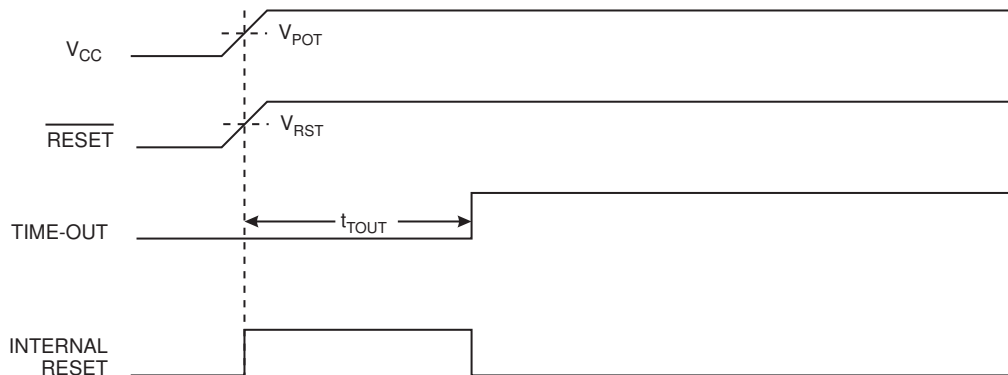 V_CC
V_POT
RESET
V_RST
TIME-OUT
t_TOUT
INTERNAL
RESET